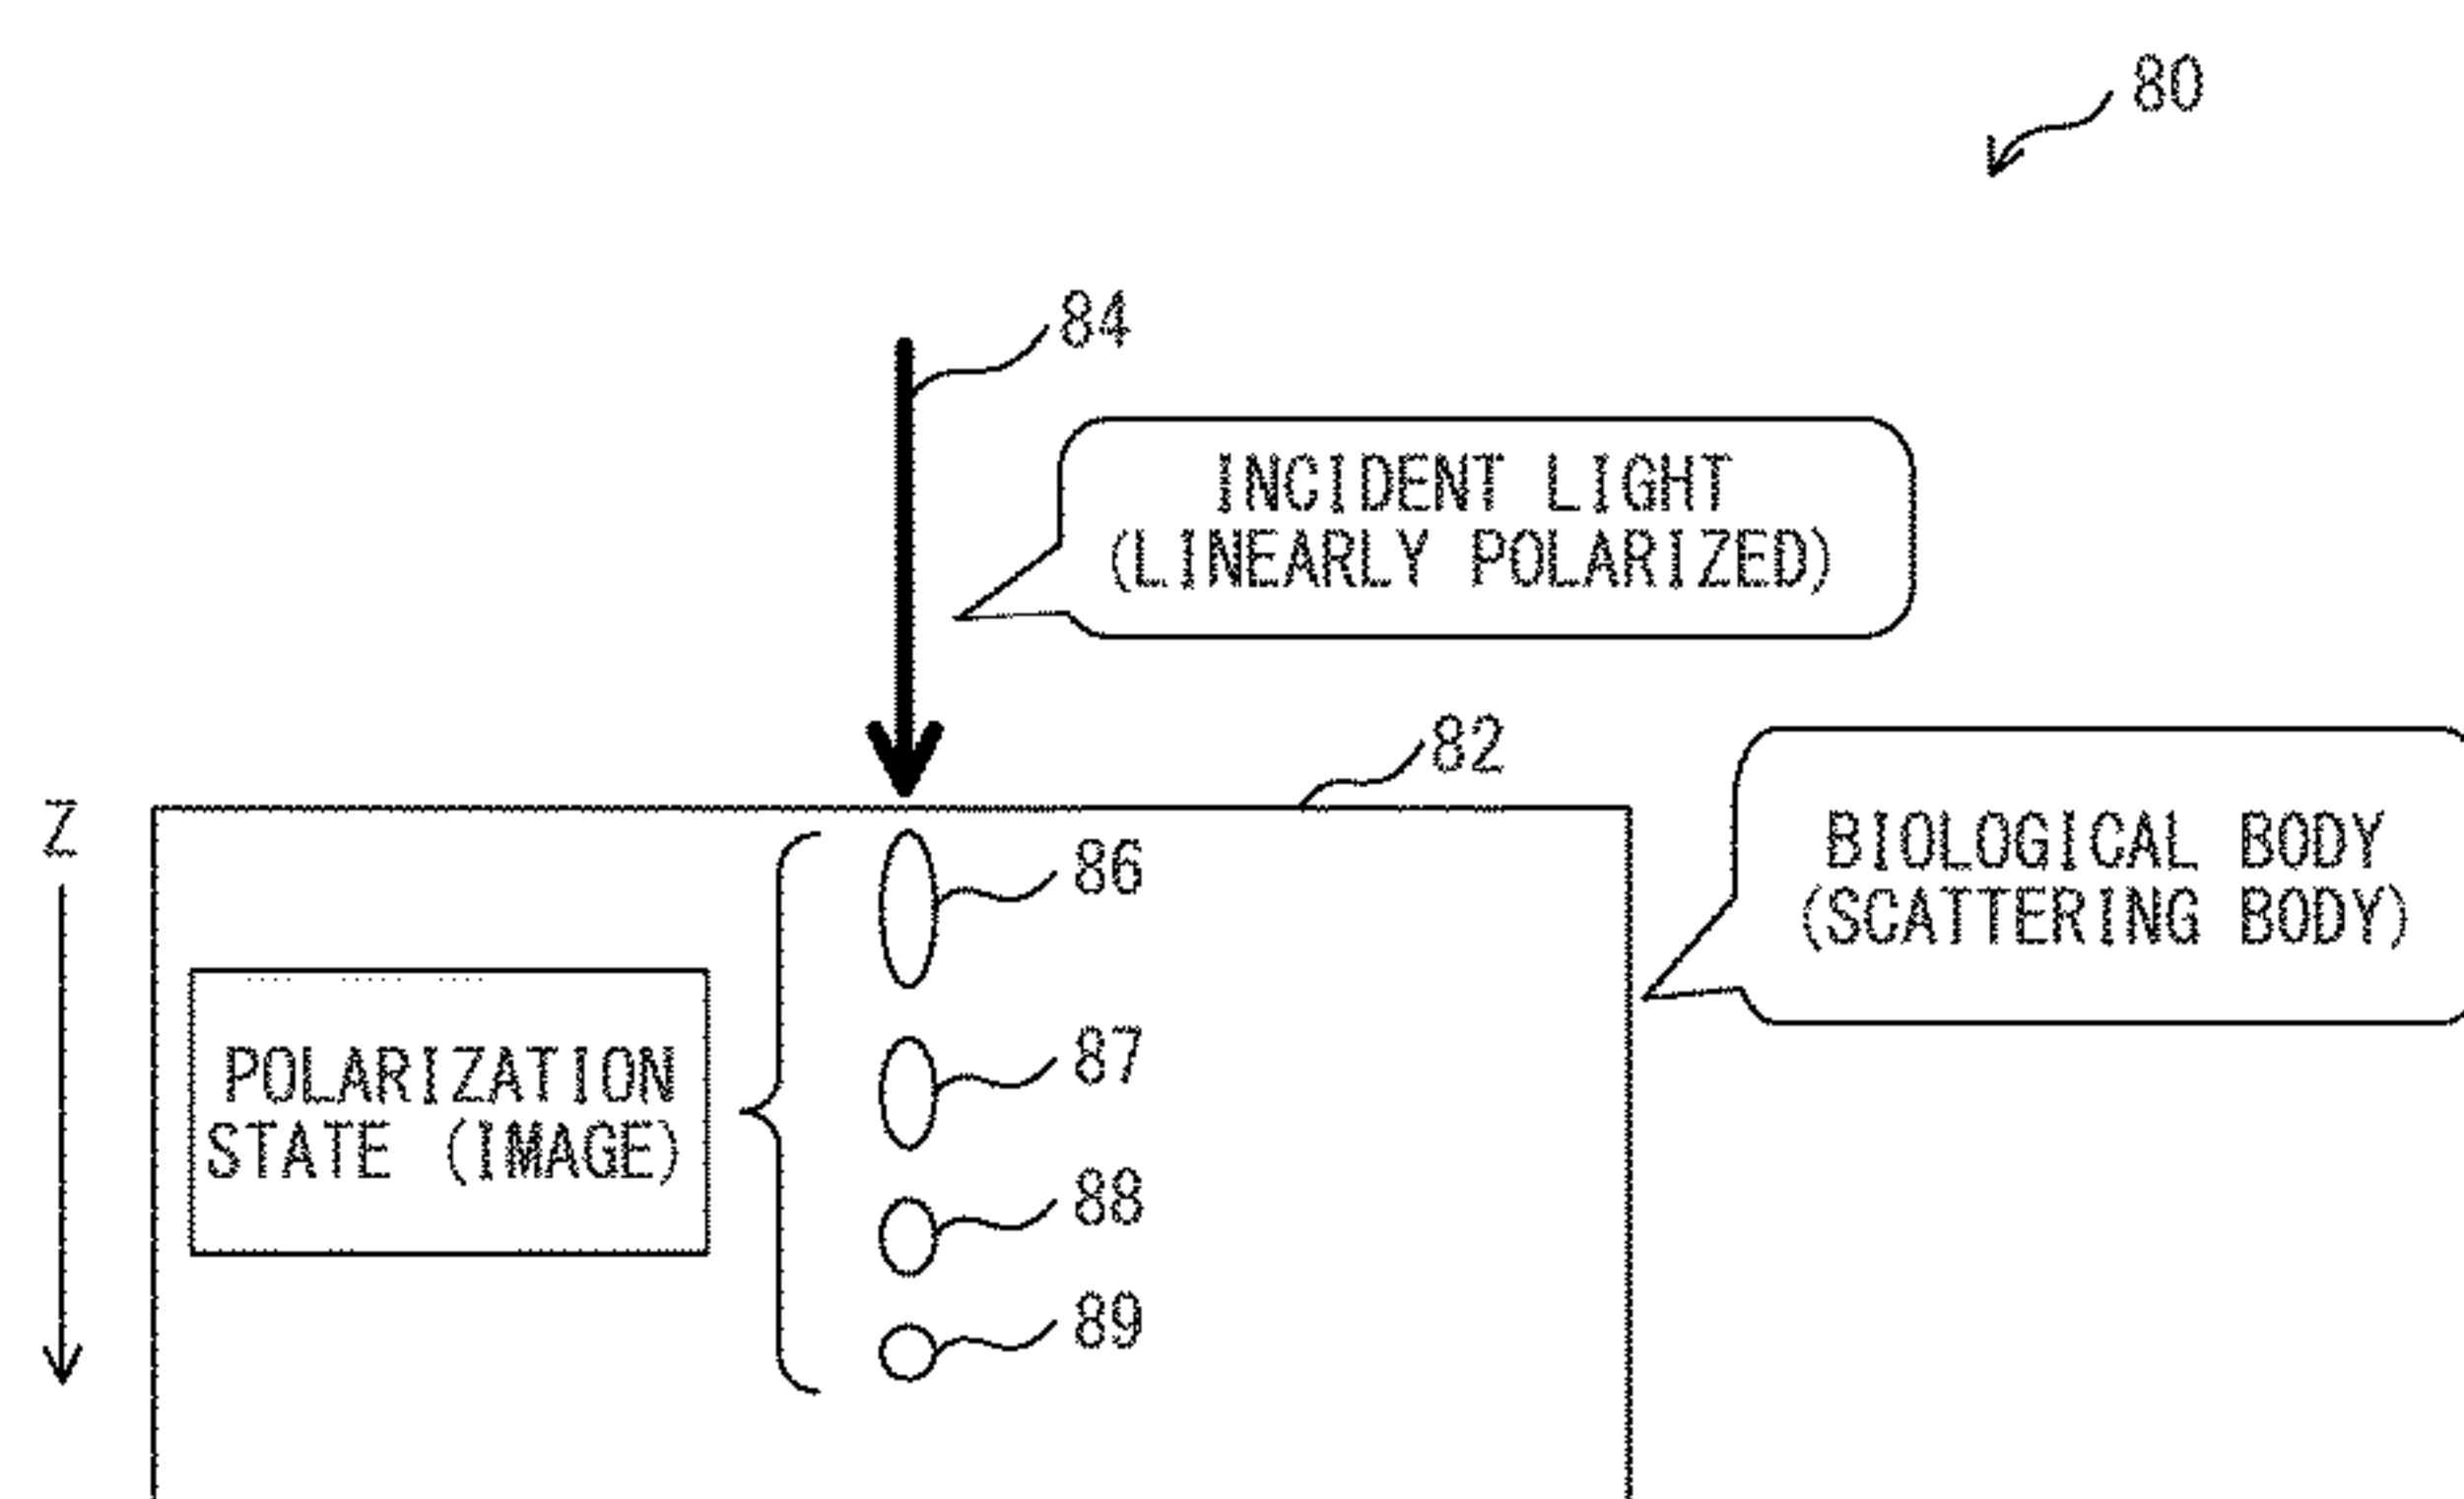 80
84
INCIDENT LIGHT
(LINEARLY POLARIZED)
82
Z
86
BIOLOGICAL BODY
(SCATTERING BODY)
87
POLARIZATION
STATE (IMAGE)
88
89